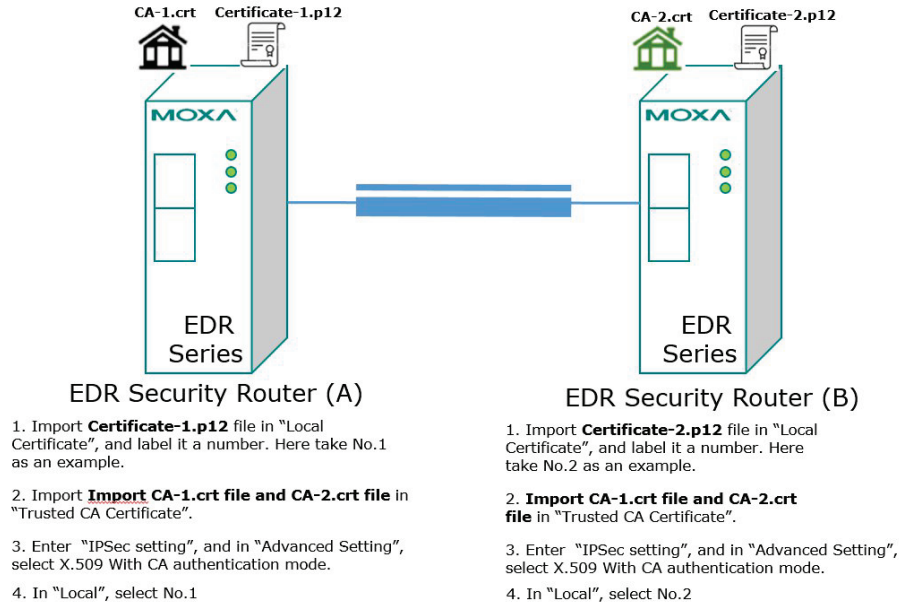 CA-1.crt Certificate-1.p12
MOXA
EDR
Series
EDR Security Router (A)
1. Import Certificate-1.p12 file in “Local
Certificate”, and label it a number. Here take No.1
as an example.
2. Import Import CA-1.crt file and CA-2.crt file in
“Trusted CA Certificate”.
3. Enter “IPSec setting”, and in “Advanced Setting”,
select X.509 With CA authentication mode.
4. In “Local”, select No.1
CA-2.crt Certificate-2.p12
MOXA
EDR
Series
EDR Security Router (B)
1. Import Certificate-2.p12 file in “Local
Certificate”, and label it a number. Here
take No.2 as an example.
2. Import CA-1.crt file and CA-2.crt
file in “Trusted CA Certificate”.
3. Enter “IPSec setting”, and in “Advanced Setting”,
select X.509 With CA authentication mode.
4. In “Local”, select No.2